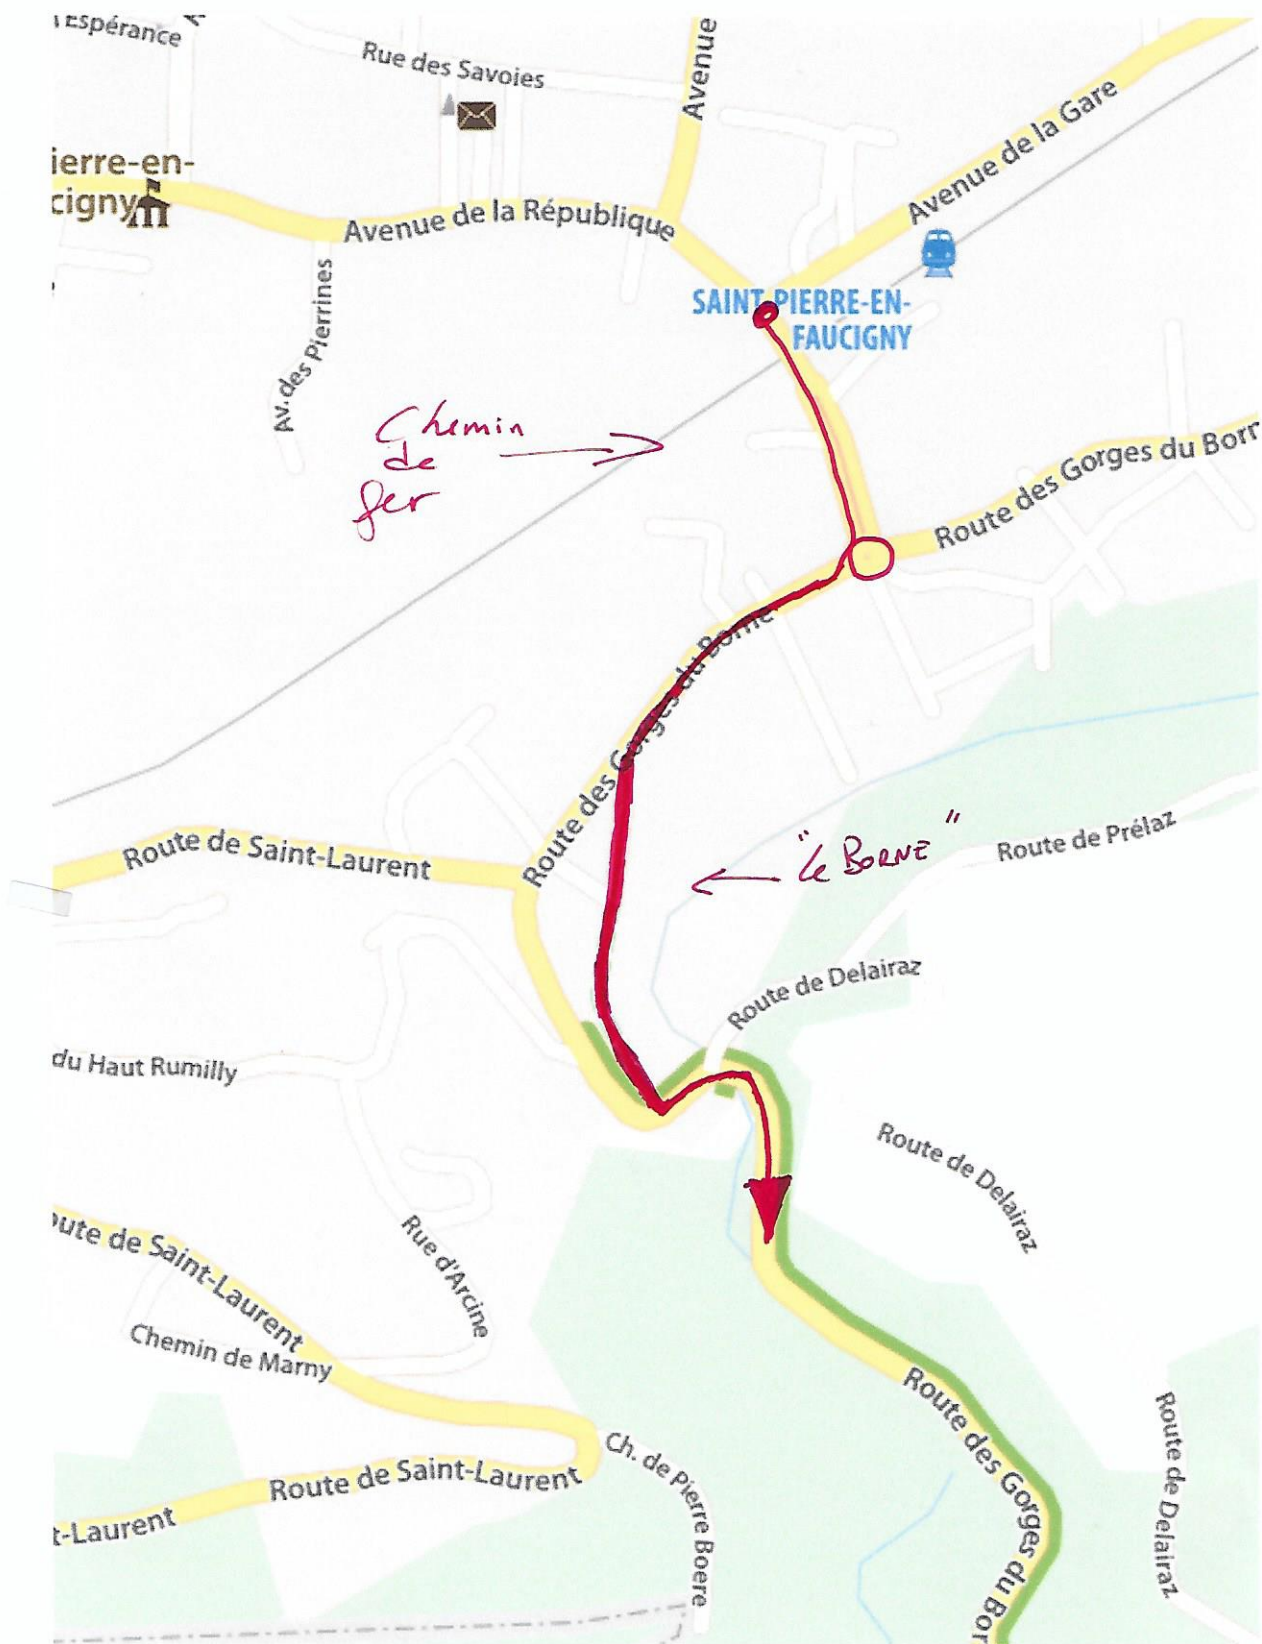 Espérance
Rue des Savoies
Avenue
Avenue de la Gare
ierre-en-
cigny
Avenue de la République
SAINT-PIERRE-EN-
FAUCIGNY
Av. des Pierrines
Chemin
de
fer
Route des Gorges du Borr
Route des Gorges du Borne
Route de Saint-Laurent
"Le BORNE"
Route de Prélaz
Route de Delairaz
du Haut Rumilly
Route de Delairaz
Rue d'Arcine
oute de Saint-Laurent
Chemin de Marny
Route des Gorges du Bor
Route de Delairaz
Ch. de Pierre Boere
Route de Saint-Laurent
t-Laurent